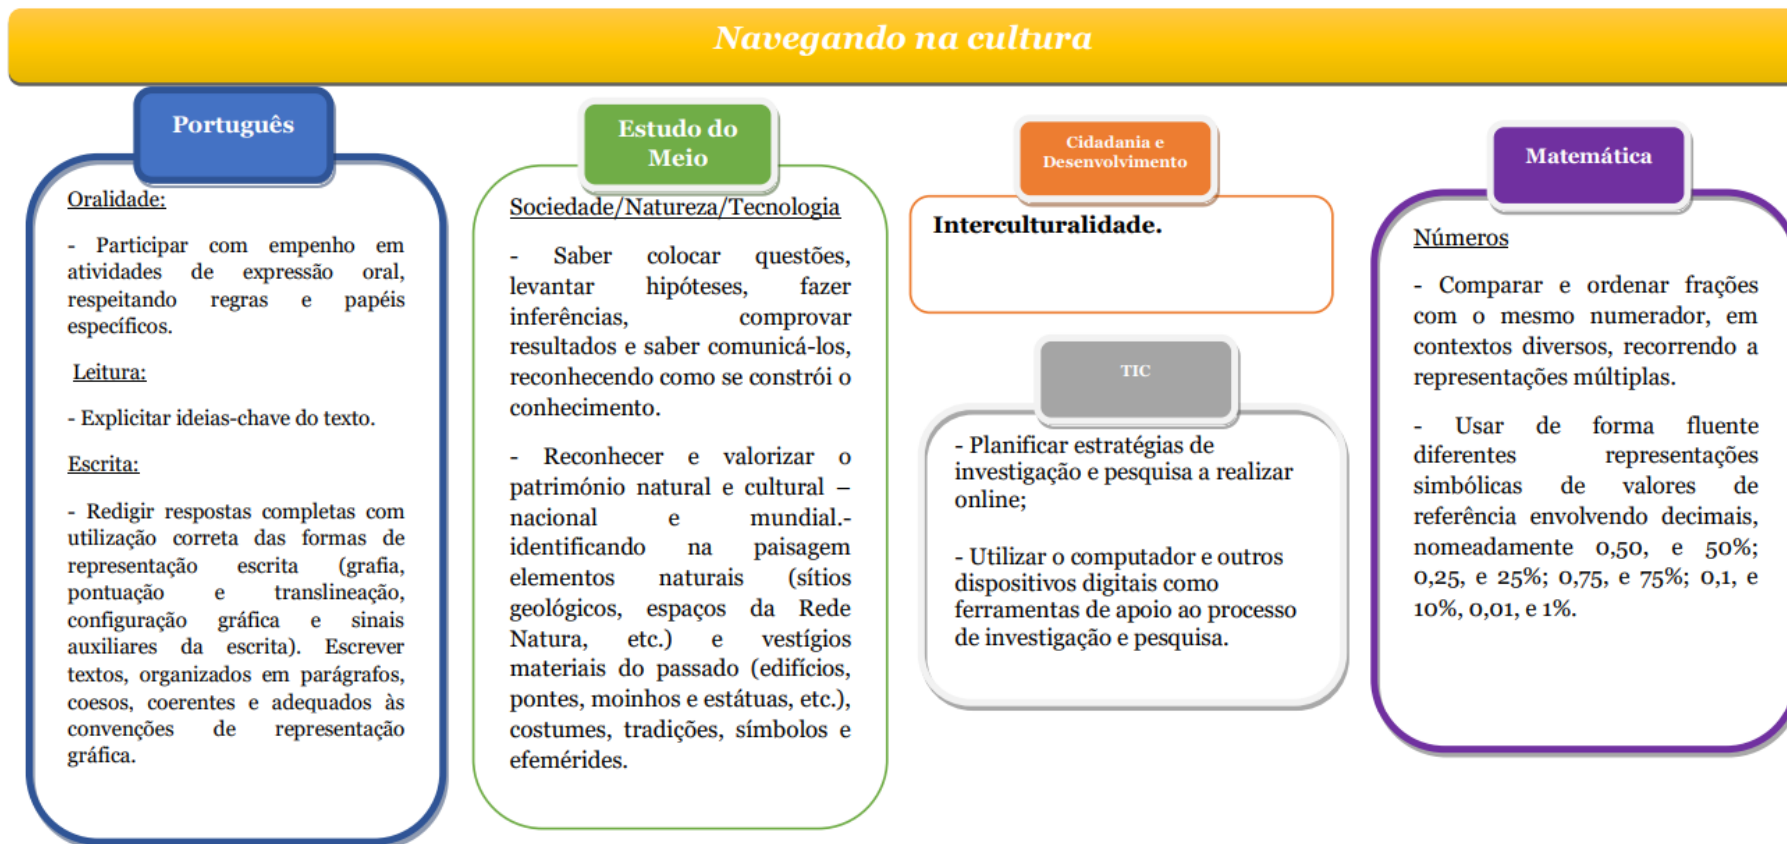 Navegando na cultura
Português
Oralidade:
- Participar com empenho em
atividades de expressão oral,
respeitando regras e papéis
específicos.
Leitura:
- Explicitar ideias-chave do texto.
Escrita:
- Redigir respostas completas com
utilização correta das formas de
representação escrita (grafia,
pontuação e translineação,
configuração gráfica e sinais
auxiliares da escrita). Escrever
textos, organizados em parágrafos,
coesos, coerentes e adequados às
convenções de representação
gráfica.
Estudo do
Meio
Sociedade/Natureza/Tecnologia
- Saber colocar questões,
levantar hipóteses, fazer
inferências, comprovar
resultados e saber comunicá-los,
reconhecendo como se constrói o
conhecimento.
- Reconhecer e valorizar o
património natural e cultural –
nacional e mundial.-
identificando na paisagem
elementos naturais (sítios
geológicos, espaços da Rede
Natura, etc.) e vestígios
materiais do passado (edifícios,
pontes, moinhos e estátuas, etc.),
costumes, tradições, símbolos e
efemérides.
Cidadania e
Desenvolvimento
Interculturalidade.
TIC
- Planificar estratégias de
investigação e pesquisa a realizar
online;
- Utilizar o computador e outros
dispositivos digitais como
ferramentas de apoio ao processo
de investigação e pesquisa.
Matemática
Números
- Comparar e ordenar frações
com o mesmo numerador, em
contextos diversos, recorrendo a
representações múltiplas.
- Usar de forma fluente
diferentes representações
simbólicas de valores de
referência envolvendo decimais,
nomeadamente 0,50, e 50%;
0,25, e 25%; 0,75, e 75%; 0,1, e
10%, 0,01, e 1%.